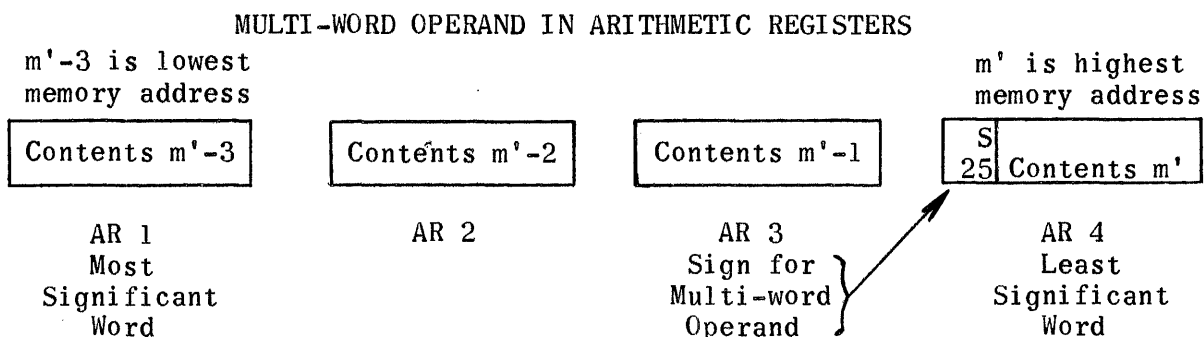 MULTI-WORD OPERAND IN ARITHMETIC REGISTERS
m'-3 is lowest
memory address
m' is highest
memory address
Contents m'-3
Contents m'-2
Contents m'-1
S
25
Contents m'
AR 1
Most
Significant
Word
AR 2
AR 3
Sign for
Multi-word
Operand
AR 4
Least
Significant
Word